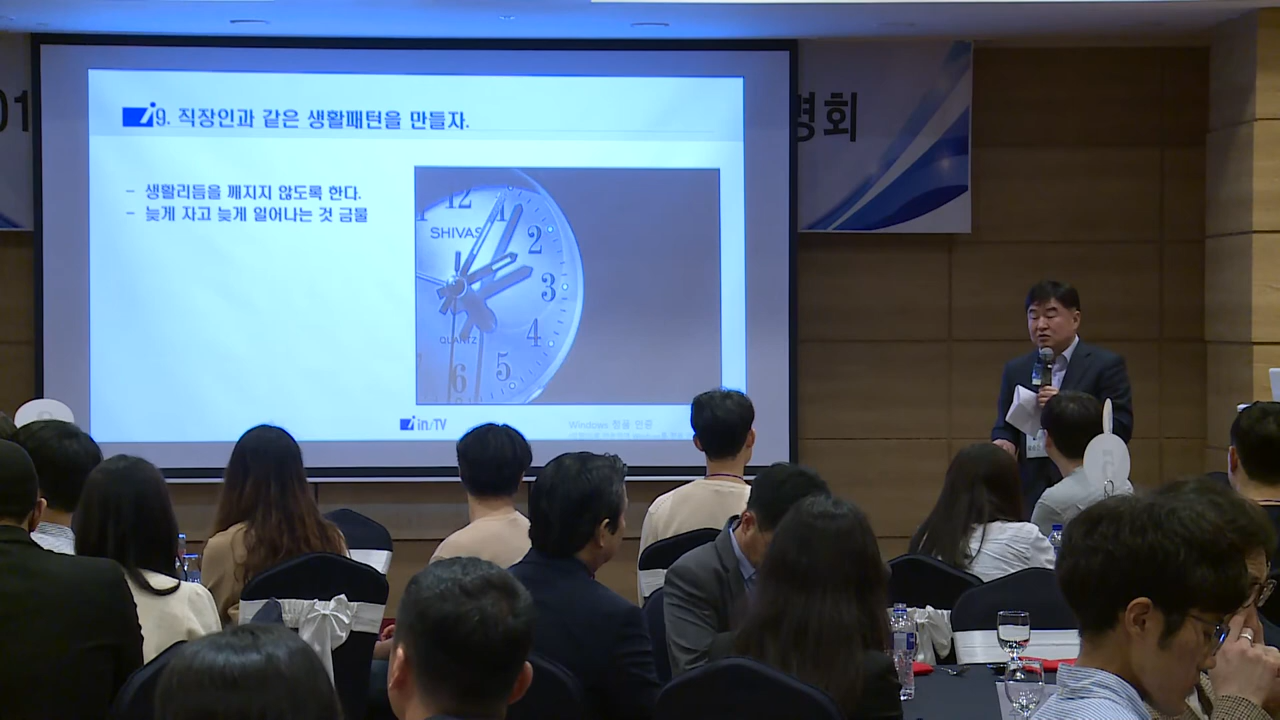 01
명회
9. 직장인과 같은 생활패턴을 만들자.
- 생활리듬을 깨지지 않도록 한다.
- 늦게 자고 늦게 일어나는 것 금물
12
1
2
SHIVAS
3
QUARTZ
4
5
6
in/TV
Windows 정품 인증